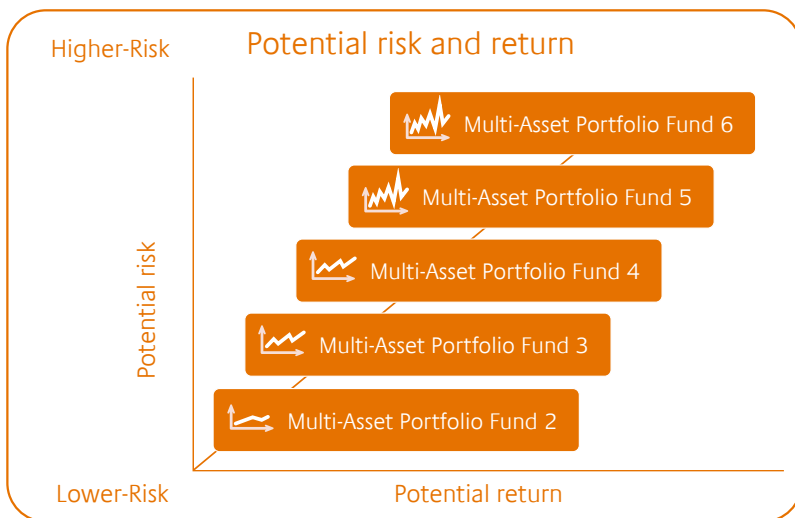 Potential risk and return
Higher-Risk
Multi-Asset Portfolio Fund 6
Multi-Asset Portfolio Fund 5
Multi-Asset Portfolio Fund 4
Multi-Asset Portfolio Fund 3
Multi-Asset Portfolio Fund 2
Potential risk
Lower-Risk
Potential return